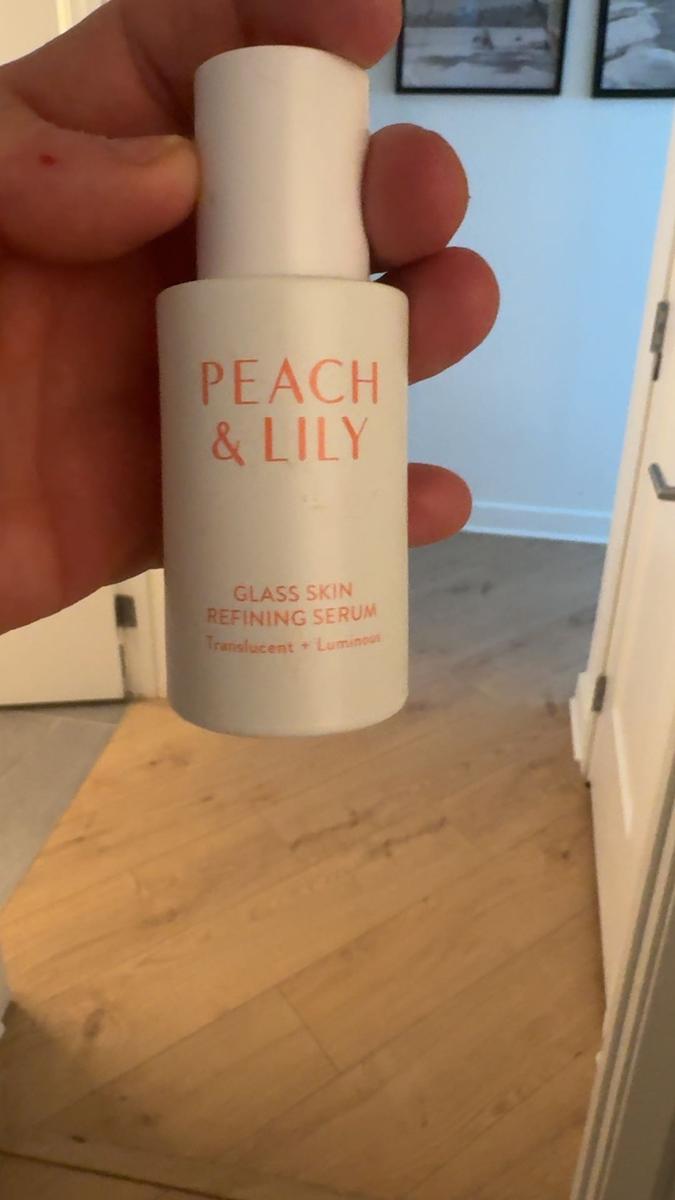 PEACH
& LILY
GLASS SKIN
REFINING SERUM
Translucent + Luminous